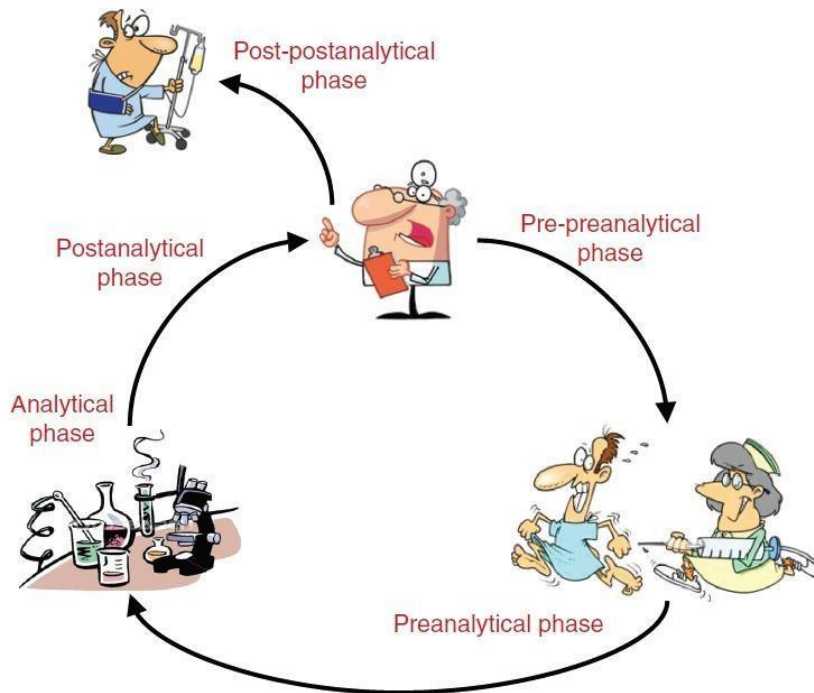 Post-postanalytical
phase
Pre-preanalytical
phase
Postanalytical
phase
Analytical
phase
Preanalytical phase